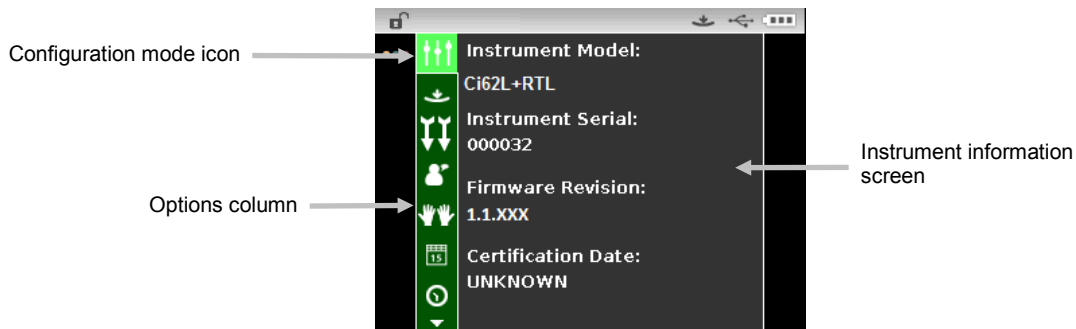 Configuration mode icon
Instrument Model:
Ci62L+RTL
Instrument Serial:
000032
Instrument information
screen
Firmware Revision:
Options column
1.1.XXX
15
Certification Date:
UNKNOWN